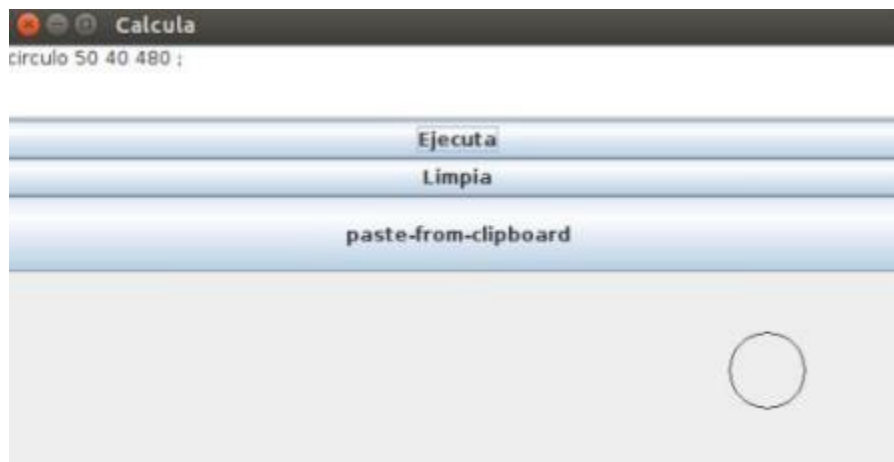 Calcula
circulo 50 40 480 ;
Ejecuta
Limpia
paste-from-clipboard